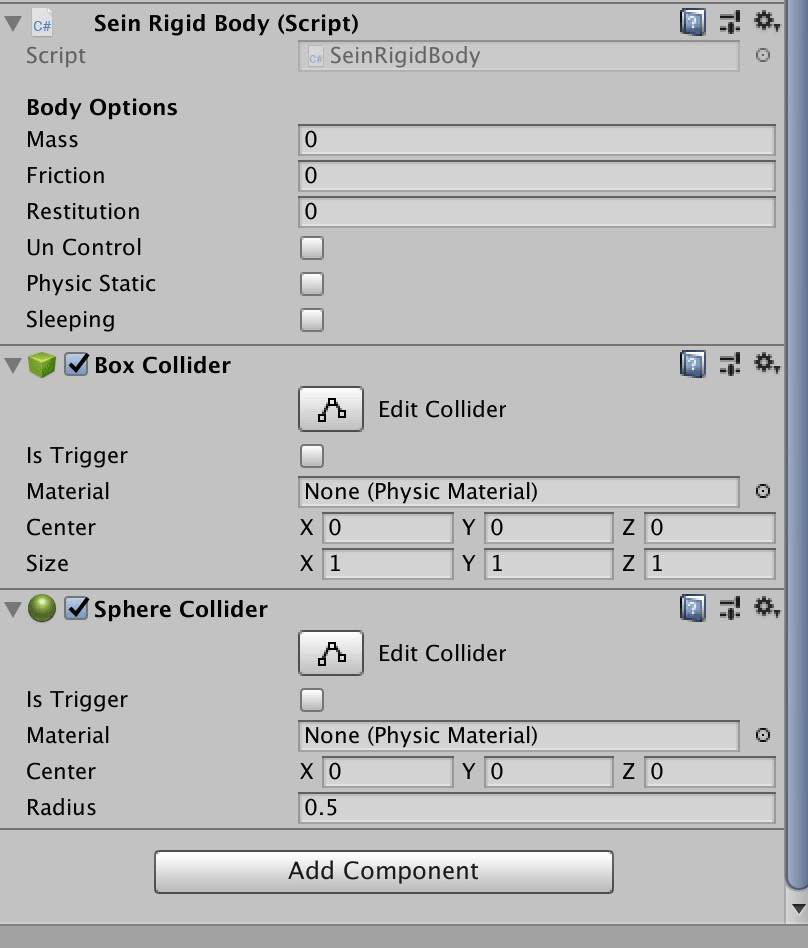 C# Sein Rigid Body (Script)
Script C# SeinRigidBody
Body Options
Mass 0
Friction 0
Restitution 0
Un Control
Physic Static
Sleeping
Box Collider
Edit Collider
Is Trigger
Material None (Physic Material)
Center X 0 Y 0 Z 0
Size X 1 Y 1 Z 1
Sphere Collider
Edit Collider
Is Trigger
Material None (Physic Material)
Center X 0 Y 0 Z 0
Radius 0.5
Add Component